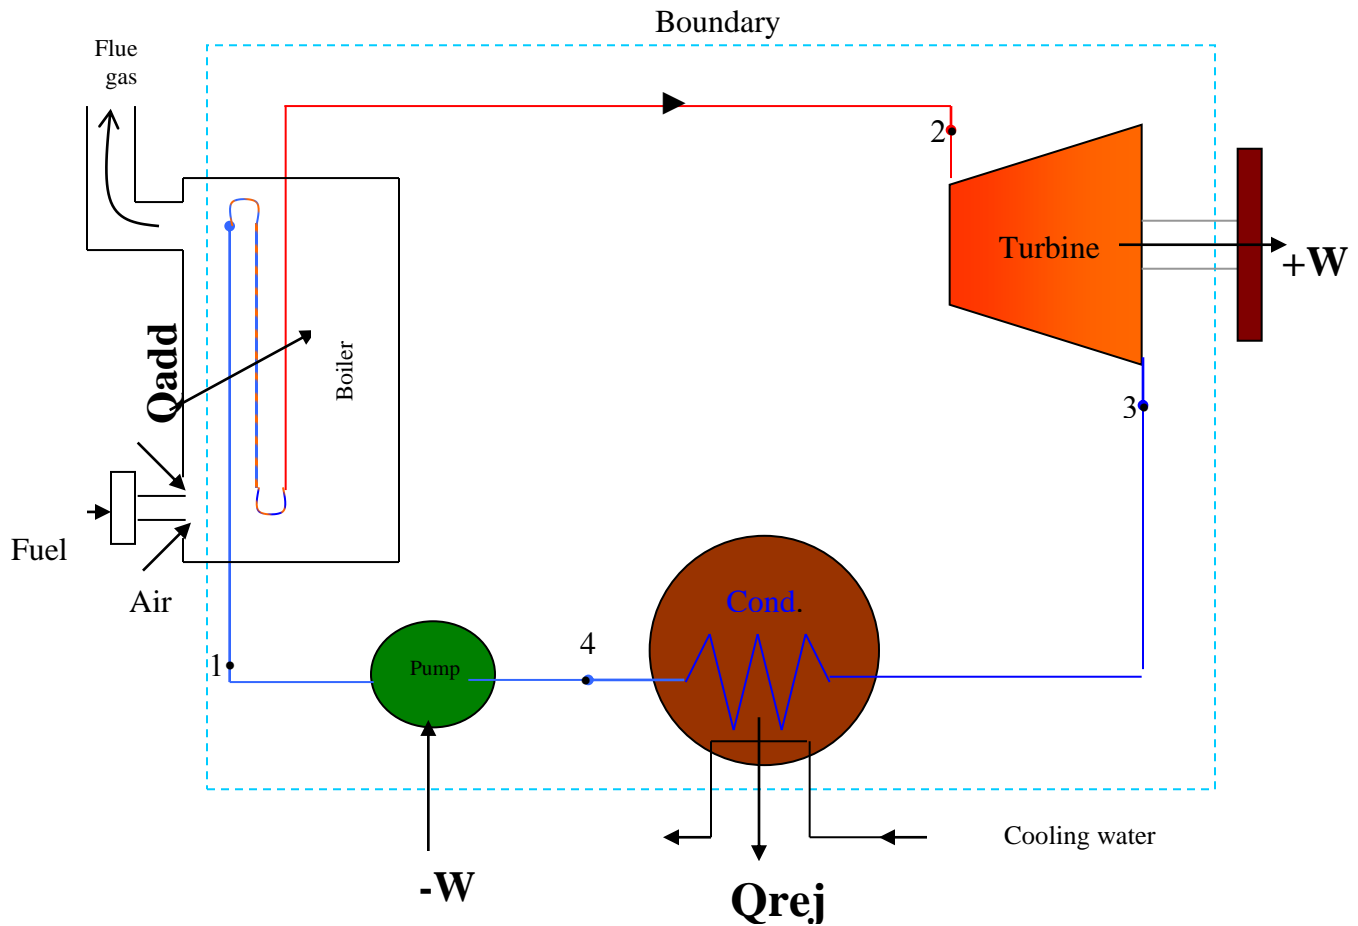 Boundary
Flue
gas
2
Turbine
+W
Qadd
Boiler
3
Fuel
Air
Cond.
4
1
Pump
Cooling water
-W
Qrej